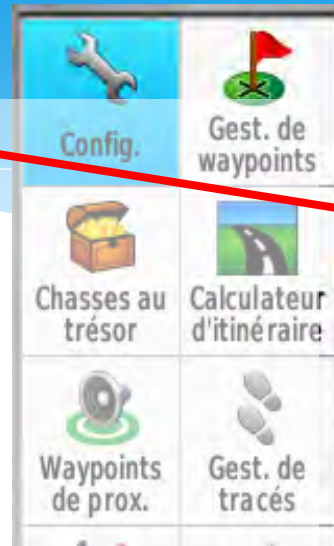 Config.
Gest. de
waypoints
Chasses au
trésor
Calculateur
d'itinéraire
Waypoints
de prox.
Gest. de
tracés